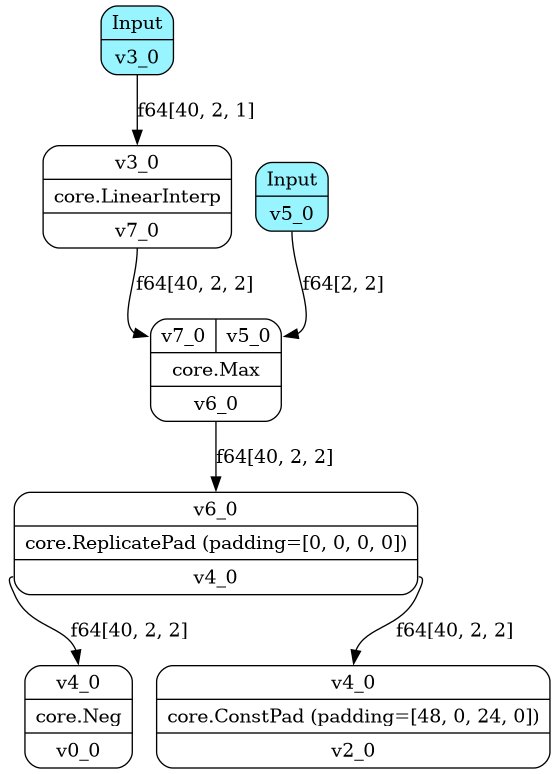 Input
v3_0
f64[40, 2, 1]
v3_0
core.LinearInterp
v7_0
Input
v5_0
f64[40, 2, 2]
f64[2, 2]
v7_0 v5_0
core.Max
v6_0
f64[40, 2, 2]
v6_0
core.ReplicatePad (padding=[0, 0, 0, 0])
v4_0
f64[40, 2, 2]
f64[40, 2, 2]
v4_0
core.Neg
v0_0
v4_0
core.ConstPad (padding=[48, 0, 24, 0])
v2_0